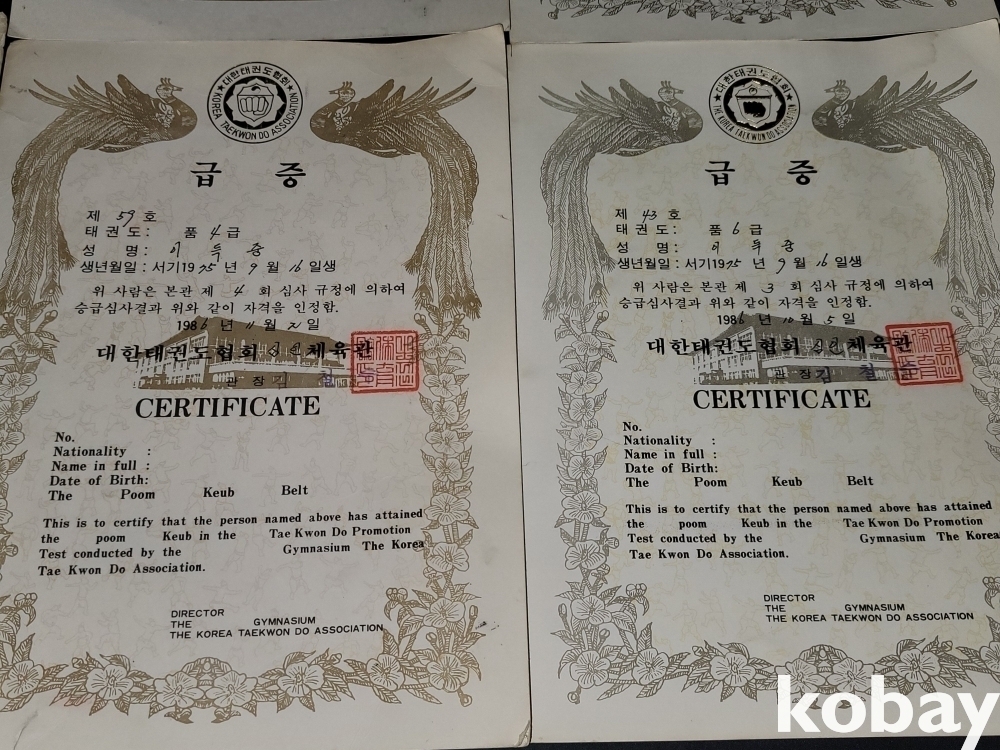 대한태권도협회
KOREA TAEKWON DO ASSOCIATION
급 증
제 59 호
태 권 도 : 품 4 급
성 명 : 이
생년월일 : 서기 1975 년 9 월 16 일생
위 사람은 본관 제 4 회 심사 규정에 의하여
승급심사결과 위와 같이 자격을 인정함.
1986 년 11 월 일
대한태권도협회 체육관
관 장 김
CERTIFICATE
No.
Nationality :
Name in full :
Date of Birth:
The Poom Keub Belt
This is to certify that the person named above has attained
the poom Keub in the Tae Kwon Do Promotion
Test conducted by the Gymnasium The Korea
Tae Kwon Do Association.
DIRECTOR
THE GYMNASIUM
THE KOREA TAEKWON DO ASSOCIATION
대한태권도협회
THE KOREA TAEKWON DO ASSOCIATION
급 증
제 43 호
태 권 도 : 품 6 급
성 명 : 이
생년월일 : 서기 1975 년 9 월 16 일생
위 사람은 본관 제 3 회 심사 규정에 의하여
승급심사결과 위와 같이 자격을 인정함.
1986 년 10 월 5 일
대한태권도협회 체육관
관 장 김
CERTIFICATE
No.
Nationality :
Name in full :
Date of Birth:
The Poom Keub Belt
This is to certify that the person named above has attained
the poom Keub in the Tae Kwon Do Promotion
Test conducted by the Gymnasium The Korea
Tae Kwon Do Association.
DIRECTOR
THE GYMNASIUM
THE KOREA TAEKWON DO ASSOCIATION
kobay